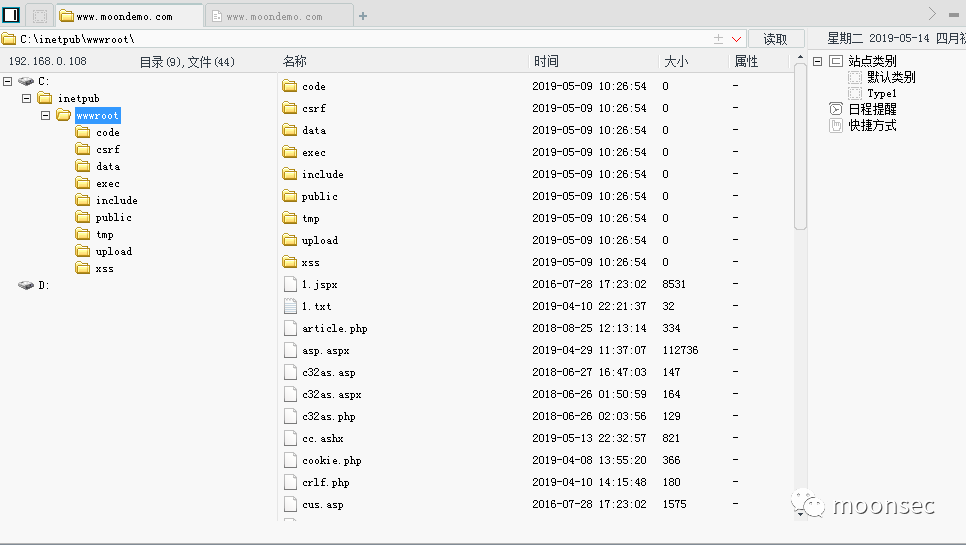 www.moondemo.com www.moondemo.com +
C:\inetpub\wwwroot\ 读取 星期二 2019-05-14 四月初
192.168.0.108 目录(9),文件(44) 名称 时间 大小 属性
C:
inetpub
wwwroot
code
csrf
data
exec
include
public
tmp
upload
xss
D:
code 2019-05-09 10:26:54 0 -
csrf 2019-05-09 10:26:54 0 -
data 2019-05-09 10:26:54 0 -
exec 2019-05-09 10:26:54 0 -
include 2019-05-09 10:26:54 0 -
public 2019-05-09 10:26:54 0 -
tmp 2019-05-09 10:26:54 0 -
upload 2019-05-09 10:26:54 0 -
xss 2019-05-09 10:26:54 0 -
1.jspx 2016-07-28 17:23:02 8531 -
1.txt 2019-04-10 22:21:37 32 -
article.php 2018-08-25 12:13:14 334 -
asp.aspx 2019-04-29 11:37:07 112736 -
c32as.asp 2018-06-27 16:47:03 147 -
c32as.aspx 2018-06-26 01:50:59 164 -
c32as.php 2018-06-26 02:03:56 129 -
cc.ashx 2019-05-13 22:32:57 821 -
cookie.php 2019-04-08 13:55:20 366 -
crlf.php 2019-04-10 14:15:48 180 -
cus.asp 2016-07-28 17:23:02 1575 -
站点类别
默认类别
Type1
日程提醒
快捷方式
moonsec